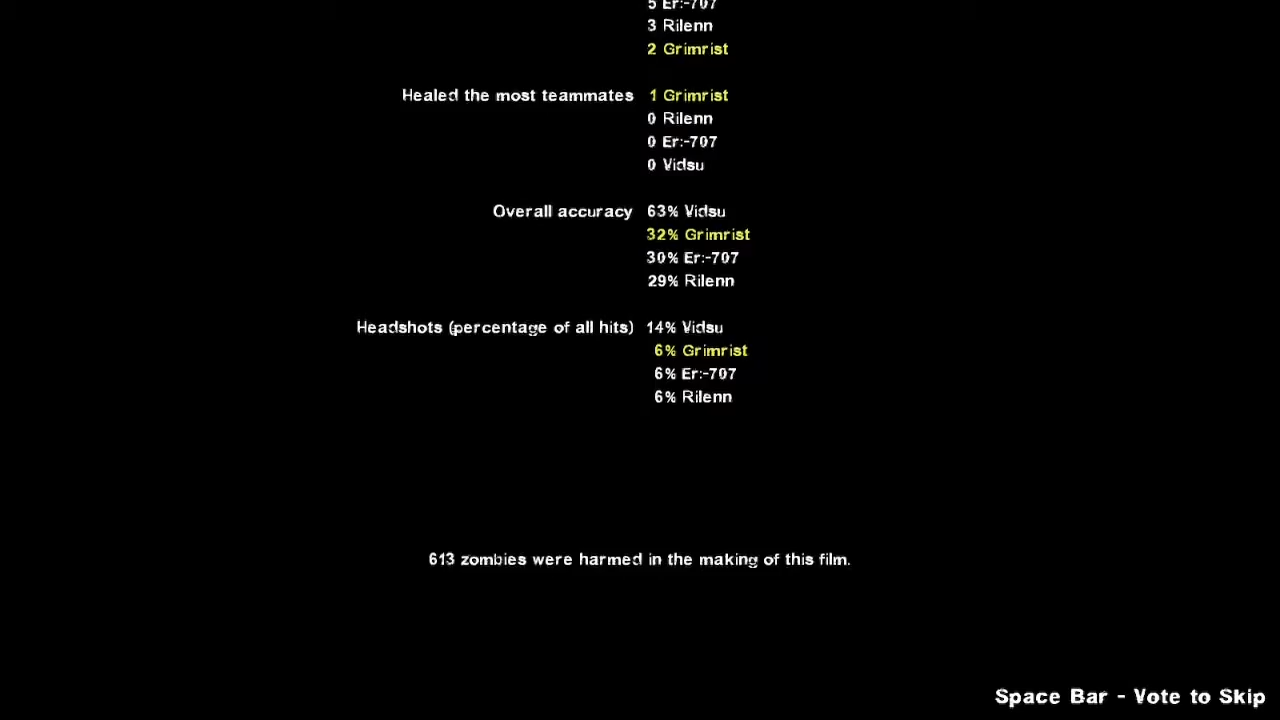 5 Er:-707
3 Rilenn
2 Grimrist
Healed the most teammates 1 Grimrist
0 Rilenn
0 Er:-707
0 Vidsu
Overall accuracy 63% Vidsu
32% Grimrist
30% Er:-707
29% Rilenn
Headshots (percentage of all hits) 14% Vidsu
6% Grimrist
6% Er:-707
6% Rilenn
613 zombies were harmed in the making of this film.
Space Bar - Vote to Skip